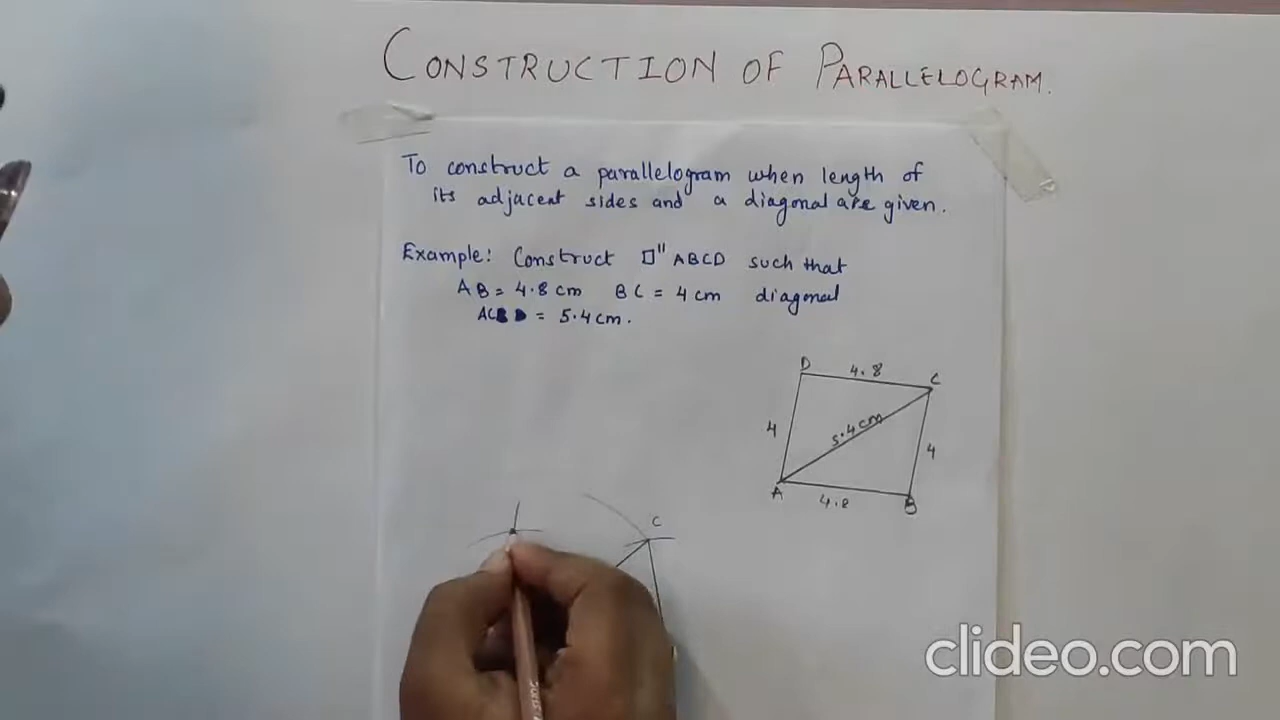 CONSTRUCTION OF PARALLELOGRAM.
To construct a parallelogram when length of
its adjacent sides and a diagonal are given.
Example: Construct □" ABCD such that
AB = 4.8 cm BC = 4 cm diagonal
= 5.4 cm.
D 4.8 C
4 5.4 cm 4
A 4.8 B
C
clideo.com